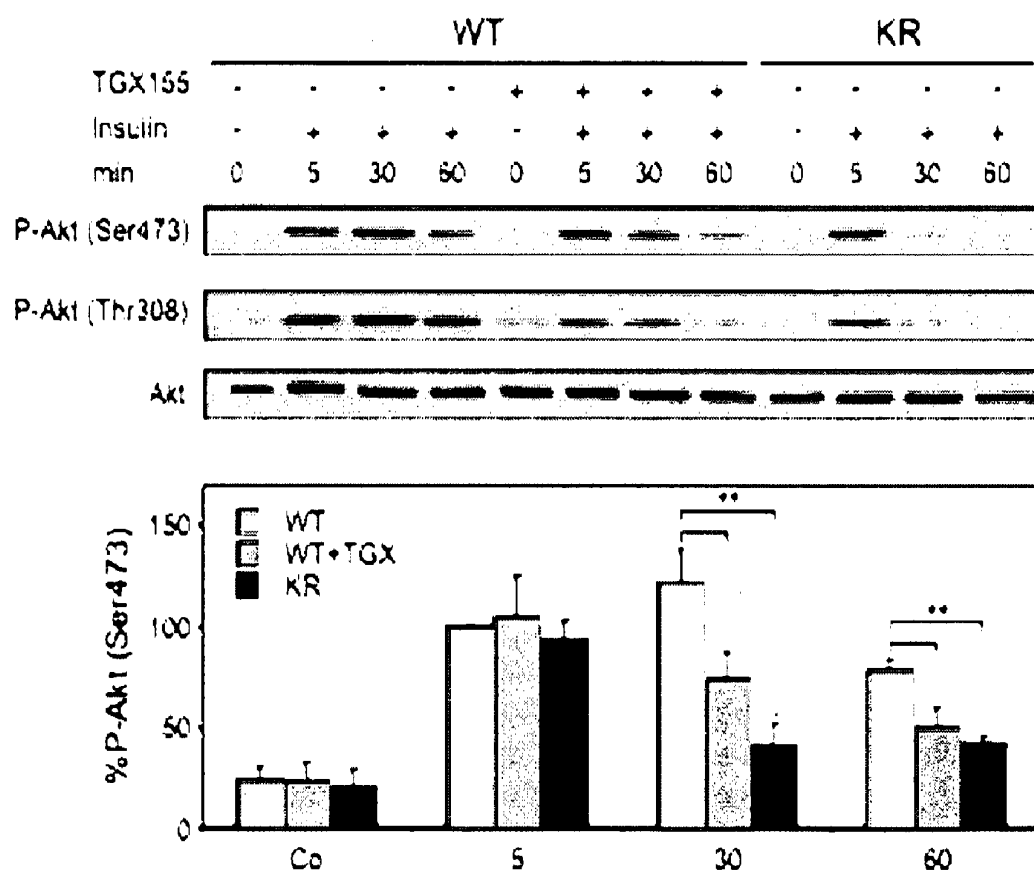 WT KR
TGX155 - - - - + + + + - - - -
Insulin - + + + - + + + - + + +
min 0 5 30 60 0 5 30 60 0 5 30 60
P-Akt (Ser473)
P-Akt (Thr308)
Akt
%P-Akt (Ser473)
150
100
50
0
WT
WT+TGX
KR
**
**
Co 5 30 60